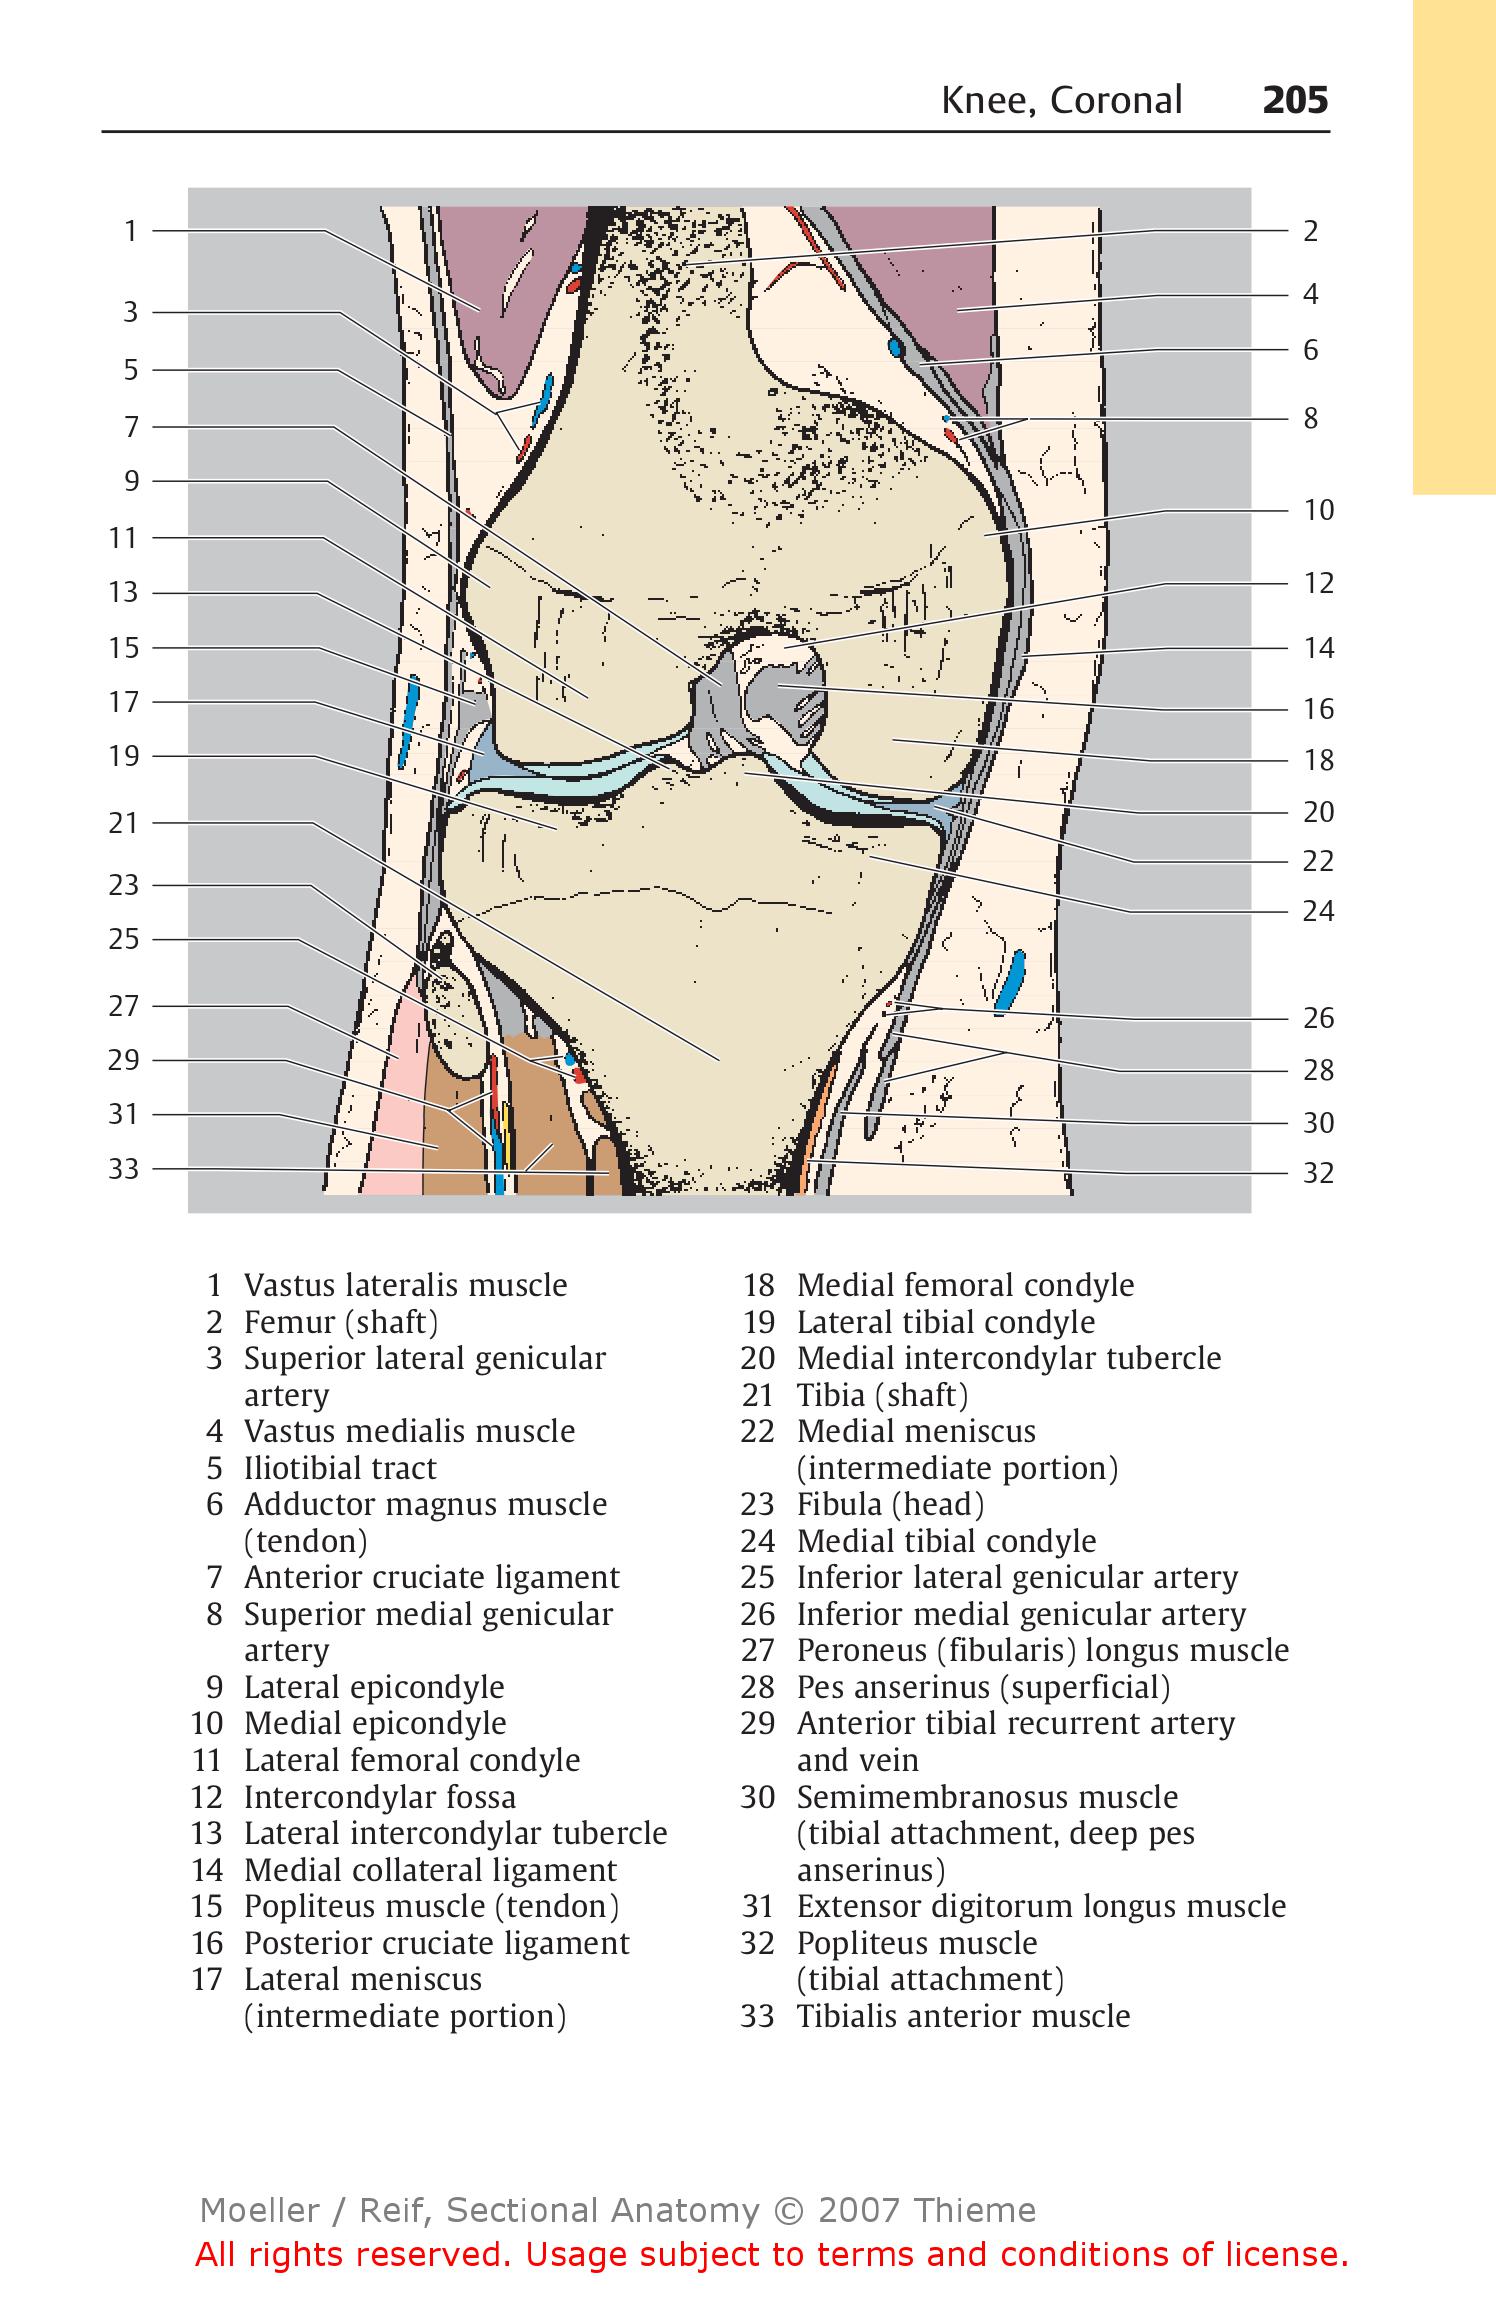 Knee, Coronal 205
1
3
5
7
9
11
13
15
17
19
21
23
25
27
29
31
33
2
4
6
8
10
12
14
16
18
20
22
24
26
28
30
32
1 Vastus lateralis muscle
2 Femur (shaft)
3 Superior lateral genicular
artery
4 Vastus medialis muscle
5 Iliotibial tract
6 Adductor magnus muscle
(tendon)
7 Anterior cruciate ligament
8 Superior medial genicular
artery
9 Lateral epicondyle
10 Medial epicondyle
11 Lateral femoral condyle
12 Intercondylar fossa
13 Lateral intercondylar tubercle
14 Medial collateral ligament
15 Popliteus muscle (tendon)
16 Posterior cruciate ligament
17 Lateral meniscus
(intermediate portion)
18 Medial femoral condyle
19 Lateral tibial condyle
20 Medial intercondylar tubercle
21 Tibia (shaft)
22 Medial meniscus
(intermediate portion)
23 Fibula (head)
24 Medial tibial condyle
25 Inferior lateral genicular artery
26 Inferior medial genicular artery
27 Peroneus (fibularis) longus muscle
28 Pes anserinus (superficial)
29 Anterior tibial recurrent artery
and vein
30 Semimembranosus muscle
(tibial attachment, deep pes
anserinus)
31 Extensor digitorum longus muscle
32 Popliteus muscle
(tibial attachment)
33 Tibialis anterior muscle
Moeller / Reif, Sectional Anatomy © 2007 Thieme
All rights reserved. Usage subject to terms and conditions of license.